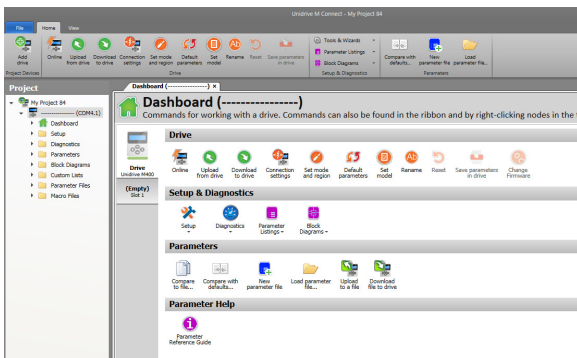 Unidrive M Connect - My Project 84
File
Home
View
Add drive
Online
Upload from drive
Download to drive
Connection settings
Set mode and region
Default parameters
Set model
Rename
Reset
Save parameters in drive
Tools & Wizards
Parameter Listings
Block Diagrams
Compare with defaults...
New parameter file
Load parameter file...
Project Devices
Drive
Setup & Diagnostics
Parameters
Project
My Project 84
--------------- (COM4.1)
Dashboard
Setup
Diagnostics
Parameters
Block Diagrams
Custom Lists
Parameter Files
Macro Files
Dashboard (---------------) ×
Dashboard (---------------)
Commands for working with a drive. Commands can also be found in the ribbon and by right-clicking nodes in the
Drive
Unidrive M400
(Empty)
Slot 1
Drive
Online
Upload from drive
Download to drive
Connection settings
Set mode and region
Default parameters
Set model
Rename
Reset
Save parameters in drive
Change Firmware
Setup & Diagnostics
Setup
Diagnostics
Parameter Listings
Block Diagrams
Parameters
Compare to file...
Compare with defaults...
New parameter file
Load parameter file...
Upload to a file
Download file to drive
Parameter Help
Parameter Reference Guide